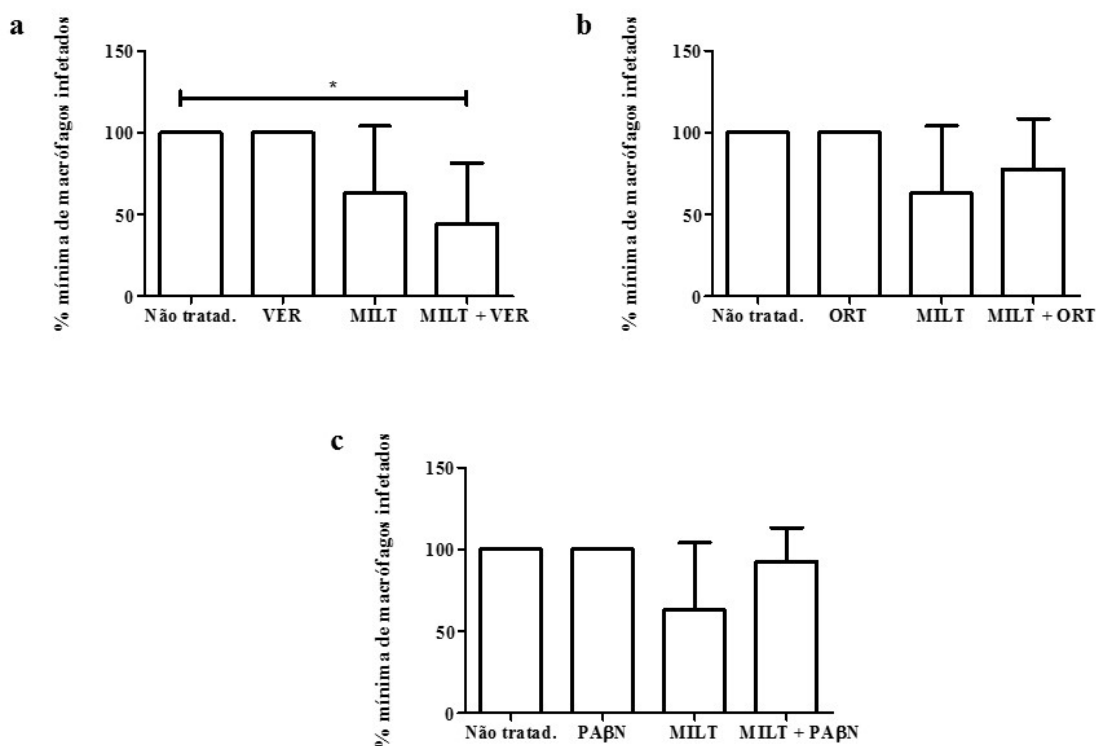 a
% mínima de macrófagos infetados
150
100
50
0
*
Não tratad. VER MILT MILT + VER
b
% mínima de macrófagos infetados
150
100
50
0
Não tratad. ORT MILT MILT + ORT
c
% mínima de macrófagos infetados
150
100
50
0
Não tratad. PAβN MILT MILT + PAβN